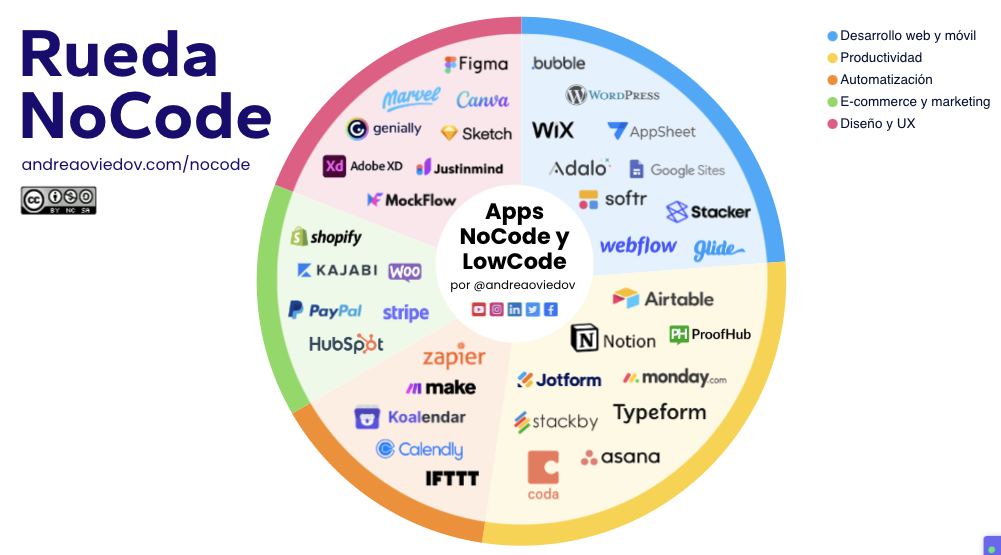 Rueda
NoCode
andreaoviedov.com/nocode
cc BY NC SA
Desarrollo web y móvil
Productividad
Automatización
E-commerce y marketing
Diseño y UX
Apps
NoCode y
LowCode
por @andreaoviedov
Figma
Marvel
Canva
genially
Sketch
Xd Adobe XD
Justinmind
MockFlow
.bubble
WORDPRESS
WiX
AppSheet
Adalo
Google Sites
softr
Stacker
webflow
glide
shopify
KAJABI
Woo
PayPal
stripe
HubSpot
zapier
make
Koalendar
Calendly
IFTTT
Airtable
Notion
PH ProofHub
Jotform
monday.com
stackby
Typeform
asana
coda